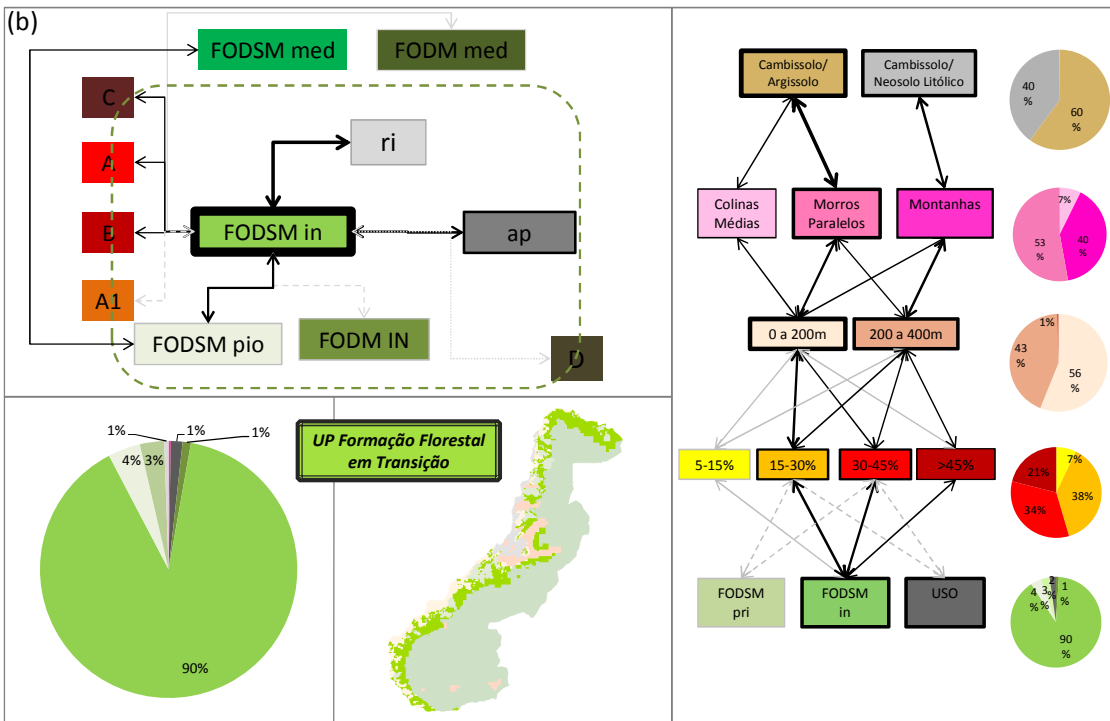 (b)
FODSM med
FODM med
C
A
B
A1
ri
FODSM in
ap
FODSM pio
FODM IN
D
1%
1%
1%
4%
3%
90%
UP Formação Florestal
em Transição
Cambissolo/
Argissolo
Cambissolo/
Neosolo Litólico
40
%
60
%
Colinas
Médias
Morros
Paralelos
Montanhas
7%
53
%
40
%
0 a 200m
200 a 400m
1%
43
%
56
%
5-15%
15-30%
30-45%
>45%
7%
21%
38%
34%
FODSM
pri
FODSM
in
USO
4
%
3
%
2
%
1
%
90
%